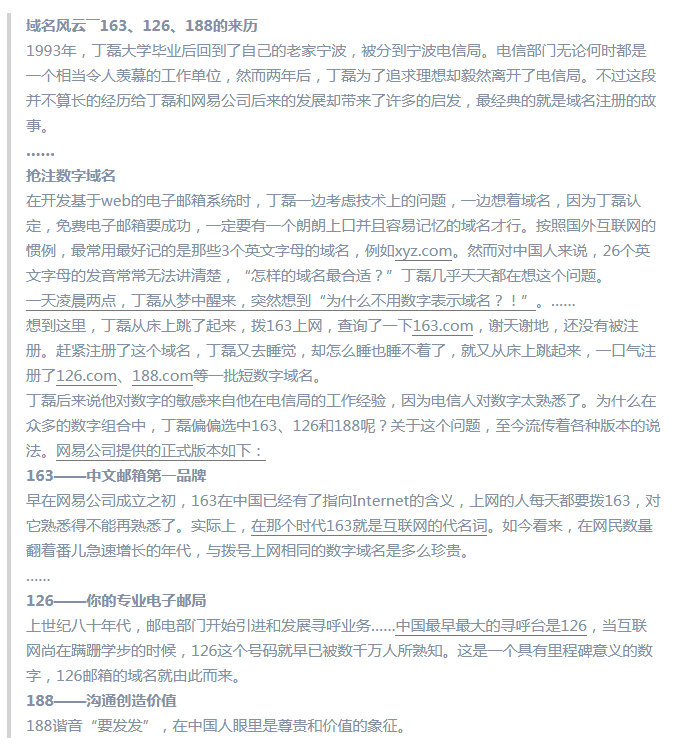 域名风云¯163、126、188的来历
1993年，丁磊大学毕业后回到了自己的老家宁波，被分到宁波电信局。电信部门无论何时都是
一个相当令人羡慕的工作单位，然而两年后，丁磊为了追求理想却毅然离开了电信局。不过这段
并不算长的经历给丁磊和网易公司后来的发展却带来了许多的启发，最经典的就是域名注册的故
事。
……
抢注数字域名
在开发基于web的电子邮箱系统时，丁磊一边考虑技术上的问题，一边想着域名，因为丁磊认
定，免费电子邮箱要成功，一定要有一个朗朗上口并且容易记忆的域名才行。按照国外互联网的
惯例，最常用最好记的是那些3个英文字母的域名，例如xyz.com。然而对中国人来说，26个英
文字母的发音常常无法讲清楚，“怎样的域名最合适？”丁磊几乎天天都在想这个问题。
一天凌晨两点，丁磊从梦中醒来，突然想到“为什么不用数字表示域名？！”。……
想到这里，丁磊从床上跳了起来，拨163上网，查询了一下163.com，谢天谢地，还没有被注
册。赶紧注册了这个域名，丁磊又去睡觉，却怎么睡也睡不着了，就又从床上跳起来，一口气注
册了126.com、188.com等一批短数字域名。
丁磊后来说他对数字的敏感来自他在电信局的工作经验，因为电信人对数字太熟悉了。为什么在
众多的数字组合中，丁磊偏偏选中163、126和188呢？关于这个问题，至今流传着各种版本的说
法。网易公司提供的正式版本如下：
163——中文邮箱第一品牌
早在网易公司成立之初，163在中国已经有了指向Internet的含义，上网的人每天都要拨163，对
它熟悉得不能再熟悉了。实际上，在那个时代163就是互联网的代名词。如今看来，在网民数量
翻着番儿急速增长的年代，与拨号上网相同的数字域名是多么珍贵。
……
126——你的专业电子邮局
上世纪八十年代，邮电部门开始引进和发展寻呼业务……中国最早最大的寻呼台是126，当互联
网尚在蹒跚学步的时候，126这个号码就早已被数千万人所熟知。这是一个具有里程碑意义的数
字，126邮箱的域名就由此而来。
188——沟通创造价值
188谐音“要发发”，在中国人眼里是尊贵和价值的象征。